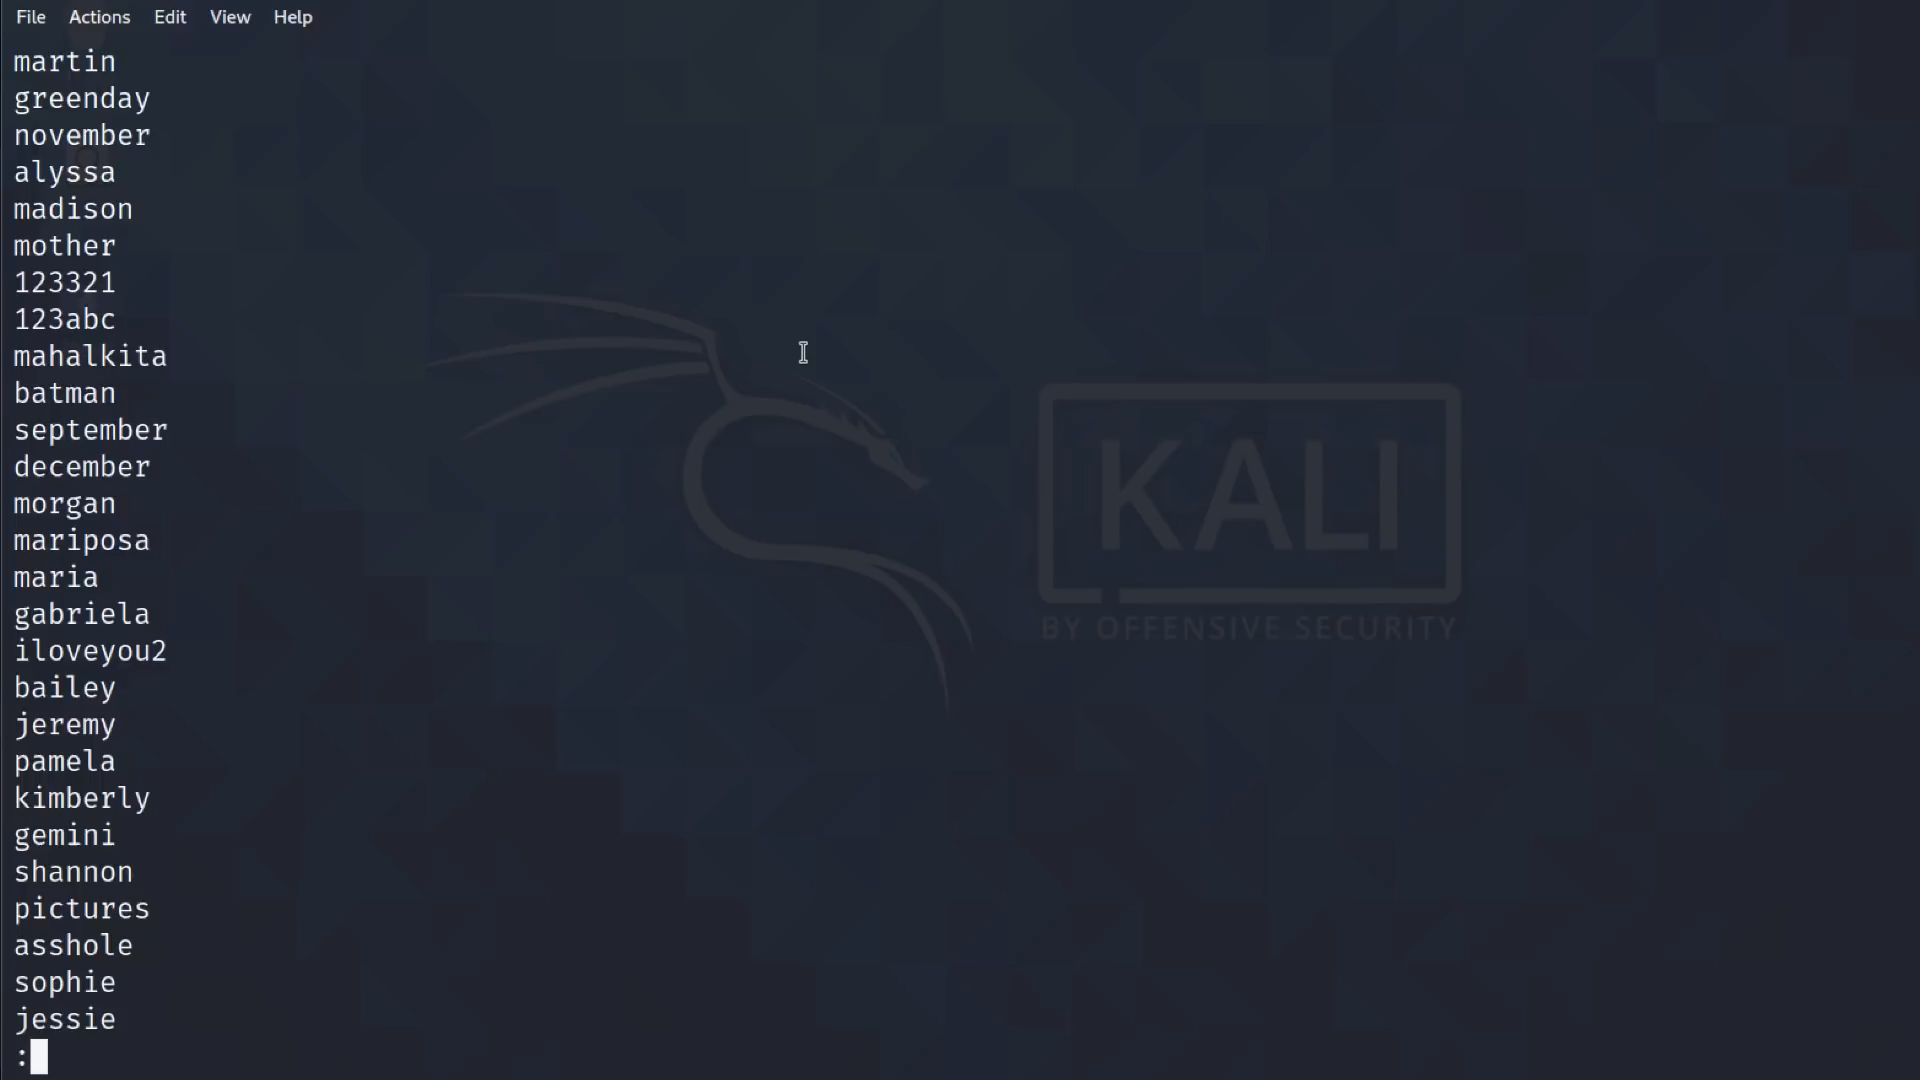 File Actions Edit View Help
martin
greenday
november
alyssa
madison
mother
123321
123abc
mahalkita
batman
september
december
morgan
mariposa
maria
gabriela
iloveyou2
bailey
jeremy
pamela
kimberly
gemini
shannon
pictures
asshole
sophie
jessie
:
KALI
BY OFFENSIVE SECURITY